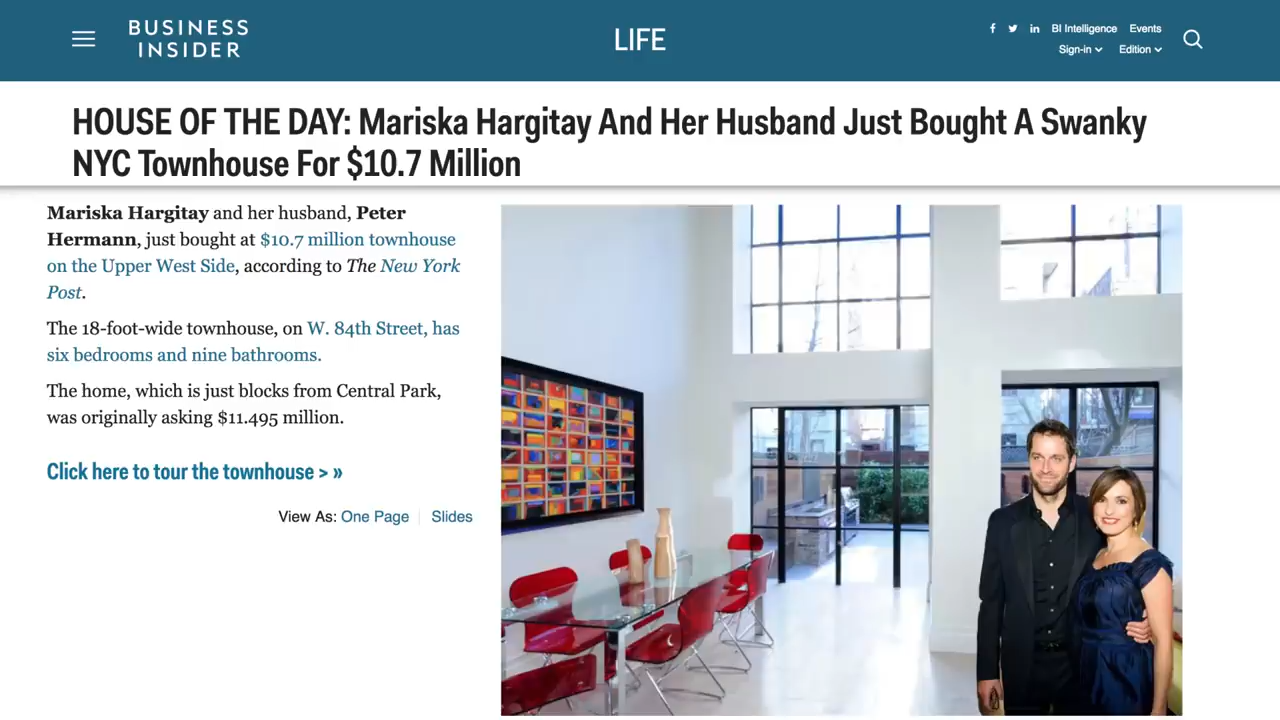 BUSINESS
INSIDER
LIFE
BI Intelligence Events
Sign-in Edition
HOUSE OF THE DAY: Mariska Hargitay And Her Husband Just Bought A Swanky
NYC Townhouse For $10.7 Million
Mariska Hargitay and her husband, Peter
Hermann, just bought at $10.7 million townhouse
on the Upper West Side, according to The New York
Post.
The 18-foot-wide townhouse, on W. 84th Street, has
six bedrooms and nine bathrooms.
The home, which is just blocks from Central Park,
was originally asking $11.495 million.
Click here to tour the townhouse > »
View As: One Page Slides